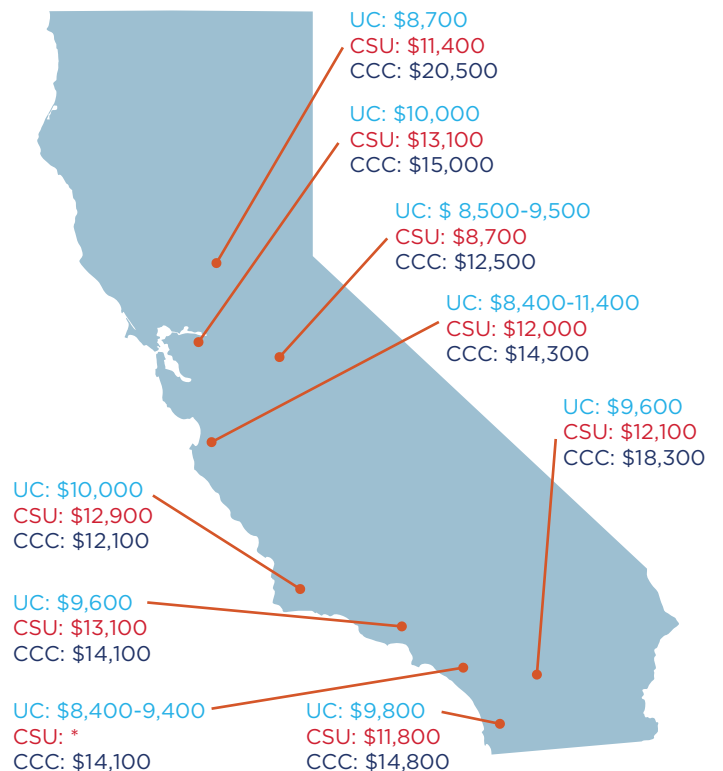 UC: $8,700
CSU: $11,400
CCC: $20,500
UC: $10,000
CSU: $13,100
CCC: $15,000
UC: $ 8,500-9,500
CSU: $8,700
CCC: $12,500
UC: $8,400-11,400
CSU: $12,000
CCC: $14,300
UC: $9,600
CSU: $12,100
CCC: $18,300
UC: $10,000
CSU: $12,900
CCC: $12,100
UC: $9,600
CSU: $13,100
CCC: $14,100
UC: $8,400-9,400
CSU: *
CCC: $14,100
UC: $9,800
CSU: $11,800
CCC: $14,800